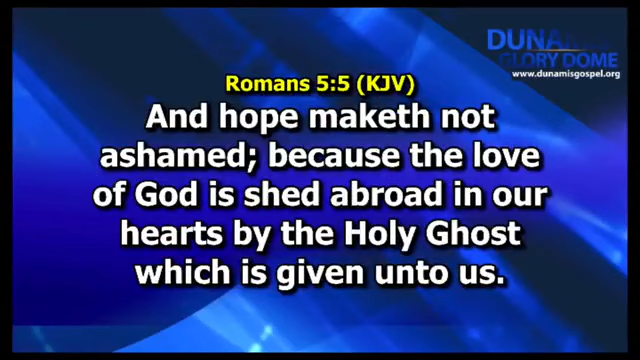 DUNAMIS
GLORY DOME
www.dunamisgospel.org
Romans 5:5 (KJV)
And hope maketh not
ashamed; because the love
of God is shed abroad in our
hearts by the Holy Ghost
which is given unto us.